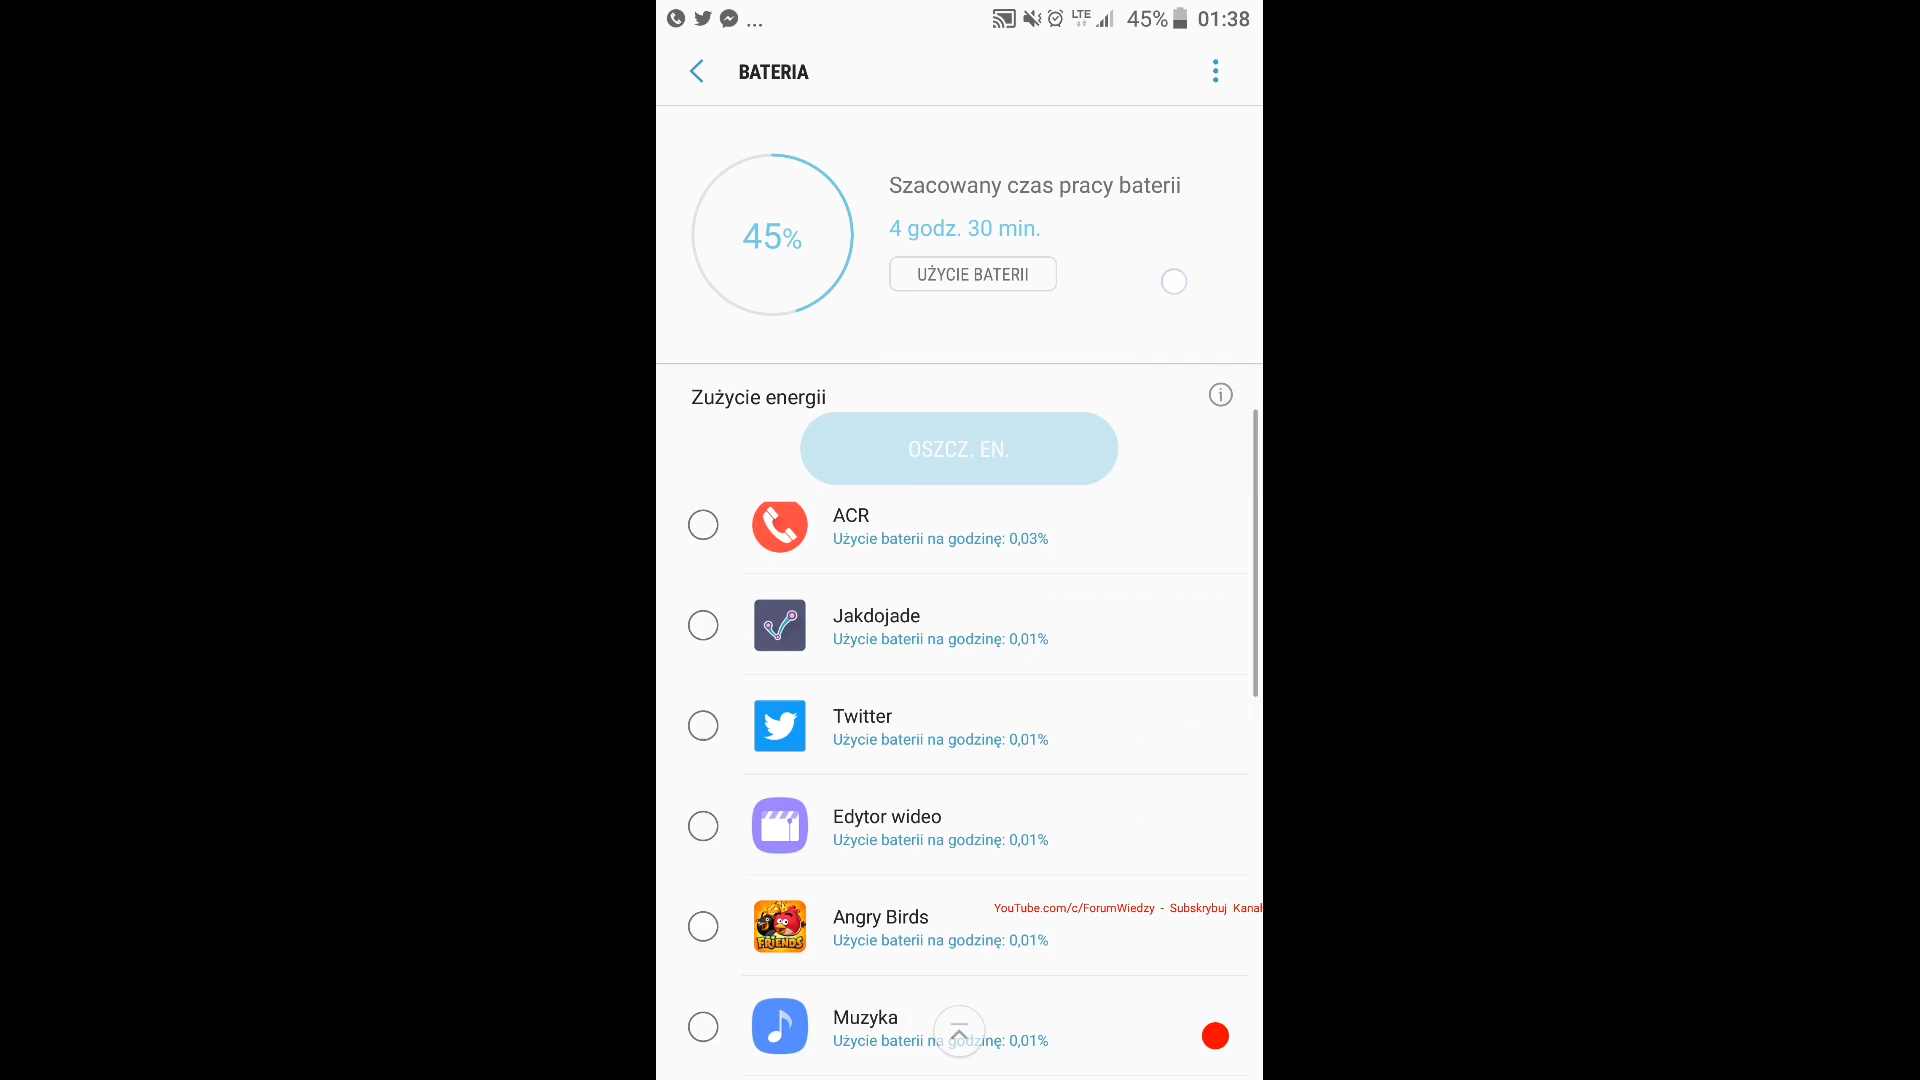 ... LTE 45% 01:38
BATERIA
45%
Szacowany czas pracy baterii
4 godz. 30 min.
UŻYCIE BATERII
Zużycie energii
OSZCZ. EN.
ACR
Użycie baterii na godzinę: 0,03%
Jakdojade
Użycie baterii na godzinę: 0,01%
Twitter
Użycie baterii na godzinę: 0,01%
Edytor wideo
Użycie baterii na godzinę: 0,01%
FRIENDS
Angry Birds
YouTube.com/c/ForumWiedzy - Subskrybuj Kanał
Użycie baterii na godzinę: 0,01%
Muzyka
Użycie baterii na godzinę: 0,01%